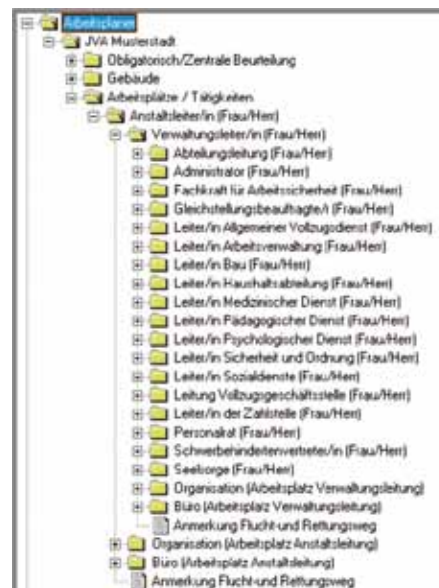 Arbeitsplaner
JVA Musterstadt
Obligatorisch/Zentrale Beurteilung
Gebäude
Arbeitsplätze / Tätigkeiten
Anstaltsleiter/in (Frau/Herr)
Verwaltungsleiter/in (Frau/Herr)
Abteilungsleitung (Frau/Herr)
Administrator (Frau/Herr)
Fachkraft für Arbeitssicherheit (Frau/Herr)
Gleichstellungsbeauftragte/r (Frau/Herr)
Leiter/in Allgemeiner Vollzugsdienst (Frau/Herr)
Leiter/in Arbeitsverwaltung (Frau/Herr)
Leiter/in Bau (Frau/Herr)
Leiter/in Haushaltsabteilung (Frau/Herr)
Leiter/in Medizinischer Dienst (Frau/Herr)
Leiter/in Pädagogischer Dienst (Frau/Herr)
Leiter/in Psychologischer Dienst (Frau/Herr)
Leiter/in Sicherheit und Ordnung (Frau/Herr)
Leiter/in Sozialdienste (Frau/Herr)
Leitung Vollzugsgeschäftsstelle (Frau/Herr)
Leiter/in der Zahlstelle (Frau/Herr)
Personalrat (Frau/Herr)
Schwerbehindertenvertreter/in (Frau/Herr)
Seelsorge (Frau/Herr)
Organisation (Arbeitsplatz Verwaltungsleitung)
Büro (Arbeitsplatz Verwaltungsleitung)
Anmerkung Flucht-und Rettungsweg
Organisation (Arbeitsplatz Anstaltsleitung)
Büro (Arbeitsplatz Anstaltsleitung)
Anmerkung Flucht-und Rettungsweg